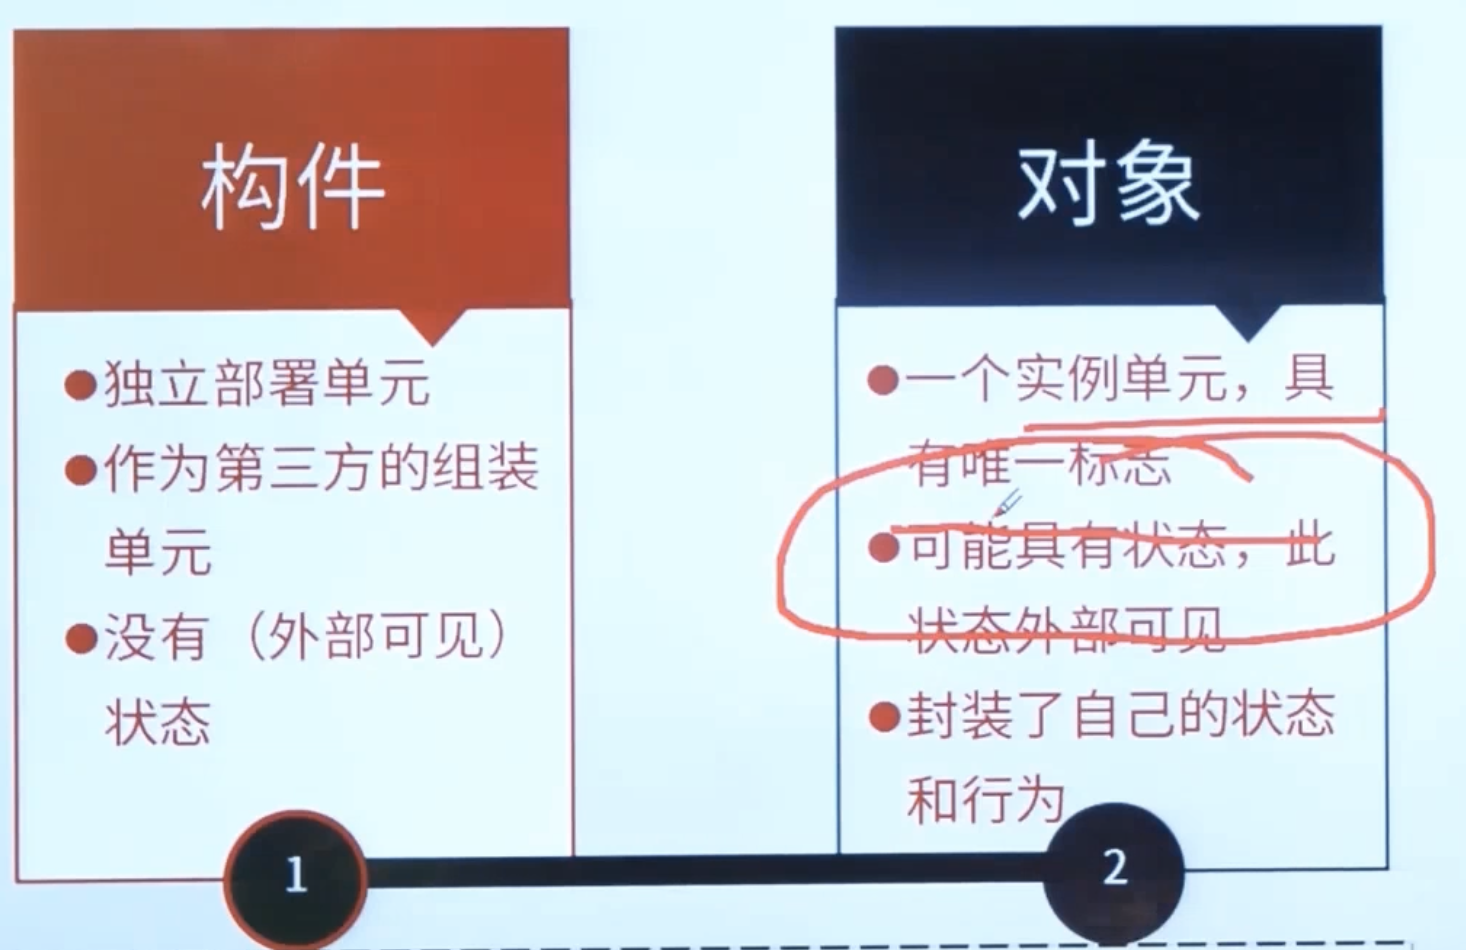 构件
●独立部署单元
●作为第三方的组装
单元
●没有（外部可见）
状态
1
对象
●一个实例单元，具
有唯一标志
●可能具有状态，此
状态外部可见
●封装了自己的状态
和行为
2